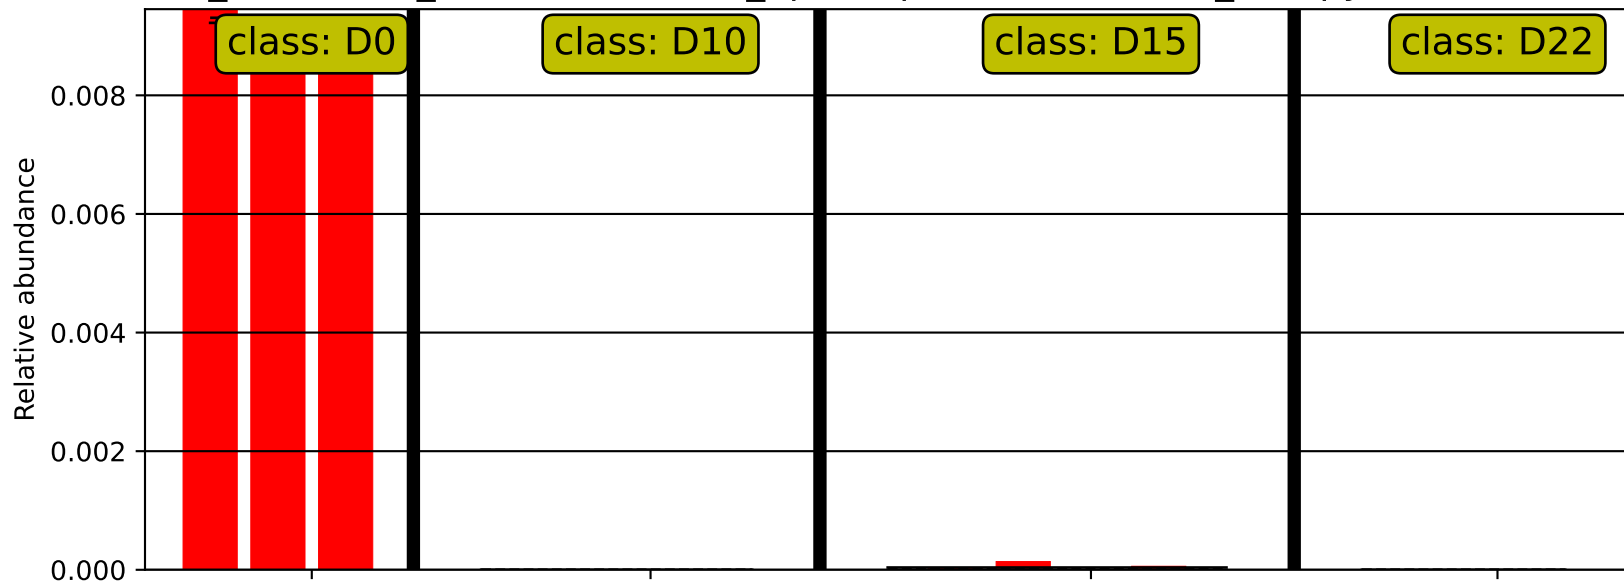 class: D0
class: D10
class: D15
class: D22
0.008
0.006
0.004
0.002
0.000
Relative abundance